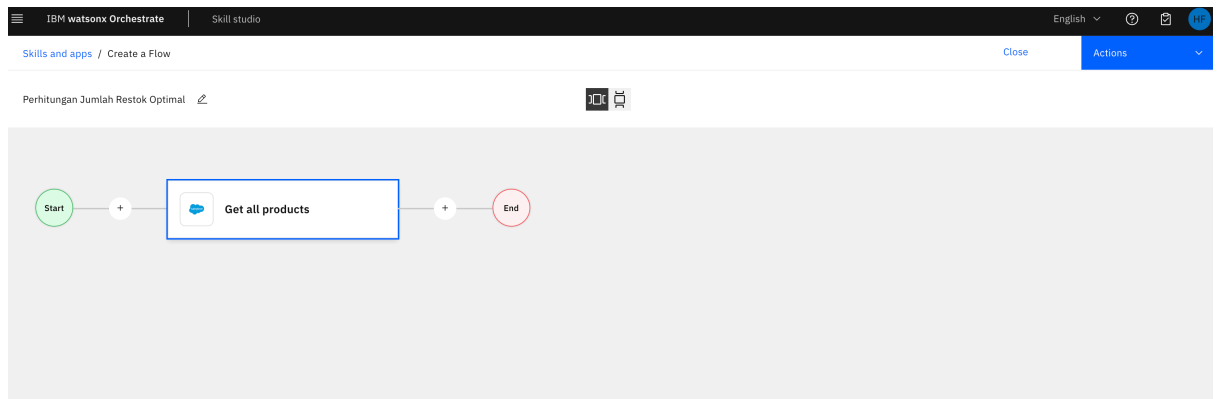 IBM watsonx Orchestrate Skill studio English HF
Skills and apps / Create a Flow Close Actions
Perhitungan Jumlah Restok Optimal
Start + Get all products + End